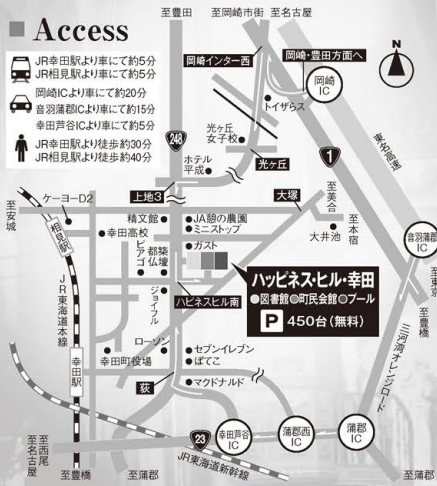 ■ Access
JR幸田駅より車にて約5分
JR相見駅より車にて約5分
岡崎ICより車にて約20分
音羽蒲郡ICより車にて約15分
幸田芦谷ICより車にて約5分
JR幸田駅より徒歩約30分
JR相見駅より徒歩約40分
至豊田
至岡崎市街
至名古屋
N
岡崎インター西
岡崎・豊田方面へ
岡崎IC
トイザらス
光ヶ丘女子校
248
1
東名高速
ホテル平成
光ヶ丘
上地3
大塚
至美合
ケーヨーD2
至安城
相見駅
精文館
JA憩の農園
ミニストップ
幸田高校
ガスト
ピアゴ
都築仏壇
大井池
至本宿
音羽蒲郡IC
至東京
至豊橋
ハッピネス・ヒル・幸田
●図書館●町民会館●プール
P 450台（無料）
ハピネスヒル南
ジョイフル
JR東海道本線
三河湾オレンジロード
ローソン
幸田町役場
幸田駅
セブンイレブン
ぱてこ
荻
マクドナルド
23
幸田芦谷IC
蒲郡西IC
蒲郡IC
JR東海道新幹線
至西尾
至名古屋
至豊橋
至蒲郡
至豊橋